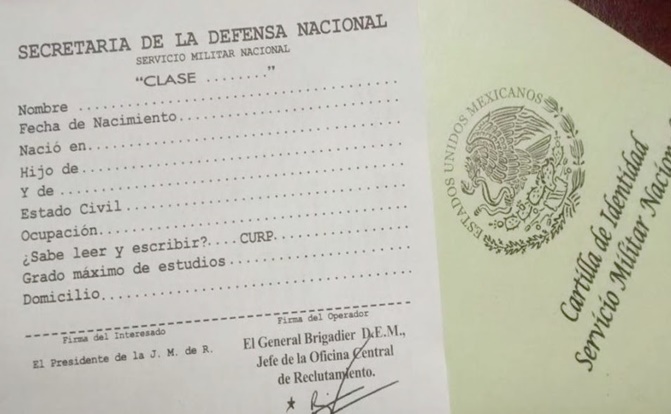 SECRETARIA DE LA DEFENSA NACIONAL
SERVICIO MILITAR NACIONAL
"CLASE ........"
Nombre ........................................
Fecha de Nacimiento............................
Nació en.......................................
Hijo de........................................
Y de ..........................................
Estado Civil...................................
Ocupación......................................
¿Sabe leer y escribir?.... CURP................
Grado máximo de estudios.......................
Domicilio......................................
Firma del Interesado
Firma del Operador
El Presidente de la J. M. de R.
El General Brigadier D.E.M.,
Jefe de la Oficina Central
de Reclutamiento.
ESTADOS UNIDOS MEXICANOS
Cartilla de Identidad
Servicio Militar